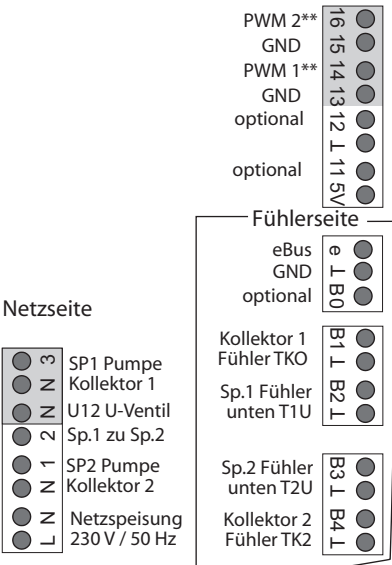 PWM 2** 16
GND 15
PWM 1** 14
GND 13
optional 12
⊥
optional 11
5V
Fühlerseite
eBus e
GND ⊥
optional B0
Kollektor 1 B1
Fühler TKO ⊥
Sp.1 Fühler B2
unten T1U ⊥
Sp.2 Fühler B3
unten T2U ⊥
Kollektor 2 B4
Fühler TK2 ⊥
Netzseite
3 SP1 Pumpe
N Kollektor 1
N U12 U-Ventil
2 Sp.1 zu Sp.2
1 SP2 Pumpe
N Kollektor 2
N Netzspeisung
L 230 V / 50 Hz